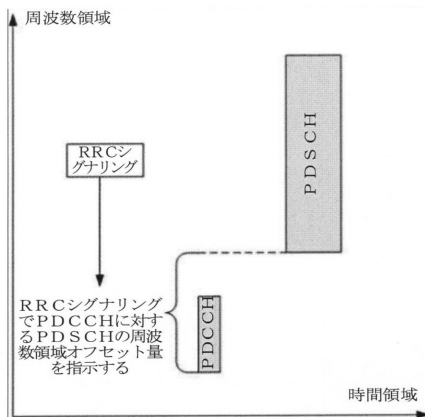 周波数領域
RRCシ
グナリング
PDSCH
RRCシグナリング
でPDCCHに対す
るPDSCHの周波
数領域オフセット量
を指示する
PDCCH
時間領域